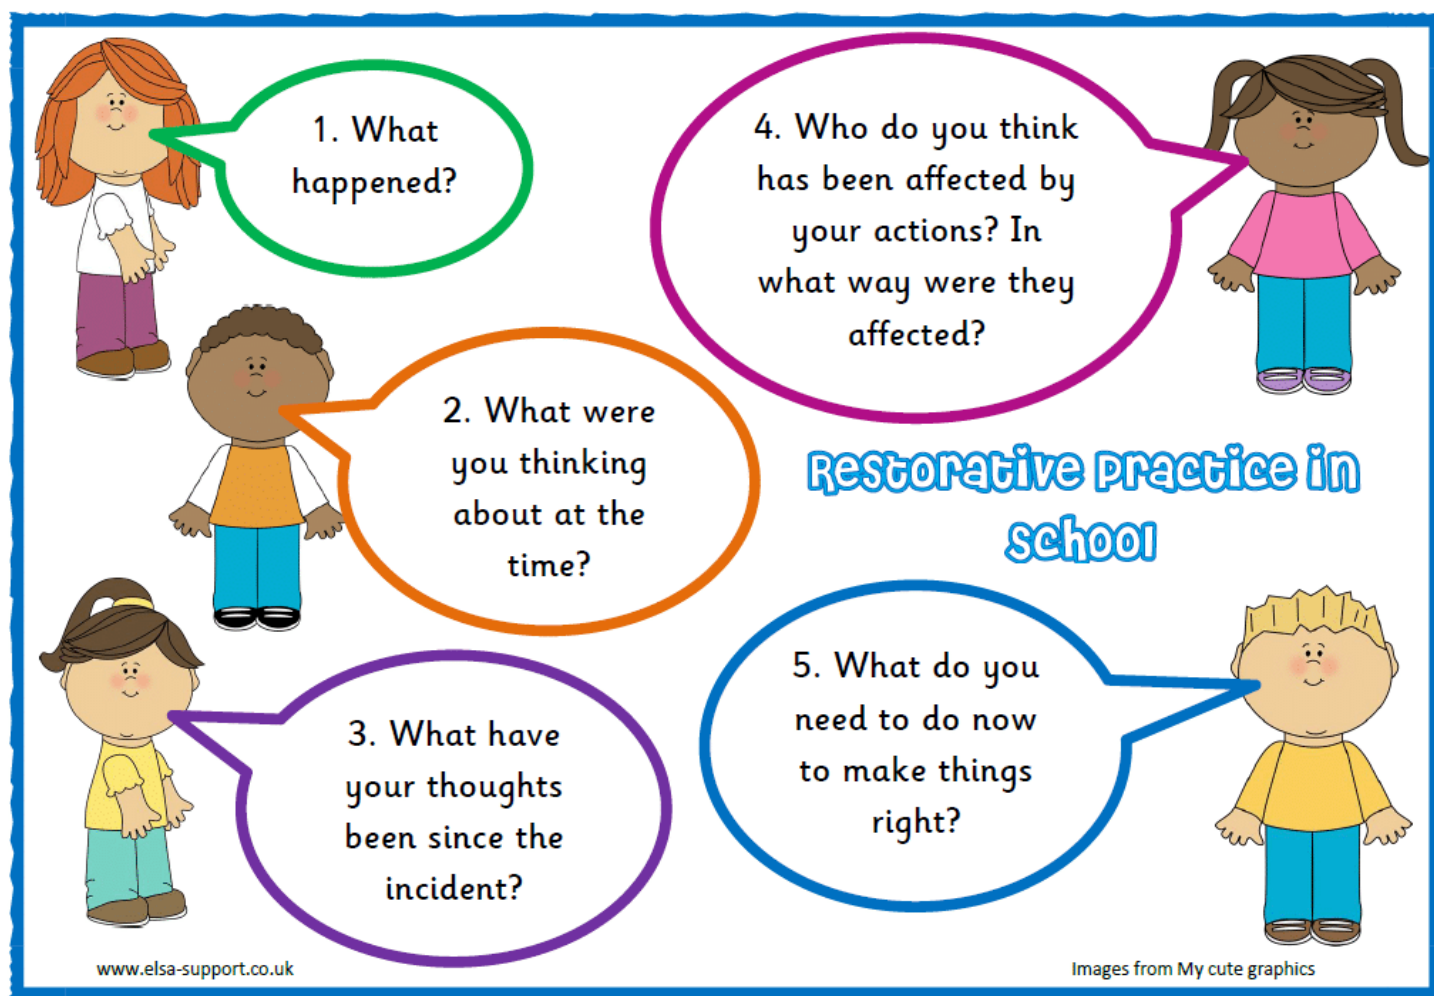 1. What
happened?
2. What were
you thinking
about at the
time?
3. What have
your thoughts
been since the
incident?
4. Who do you think
has been affected by
your actions? In
what way were they
affected?
Restorative Practice in
school
5. What do you
need to do now
to make things
right?
www.elsa-support.co.uk
Images from My cute graphics